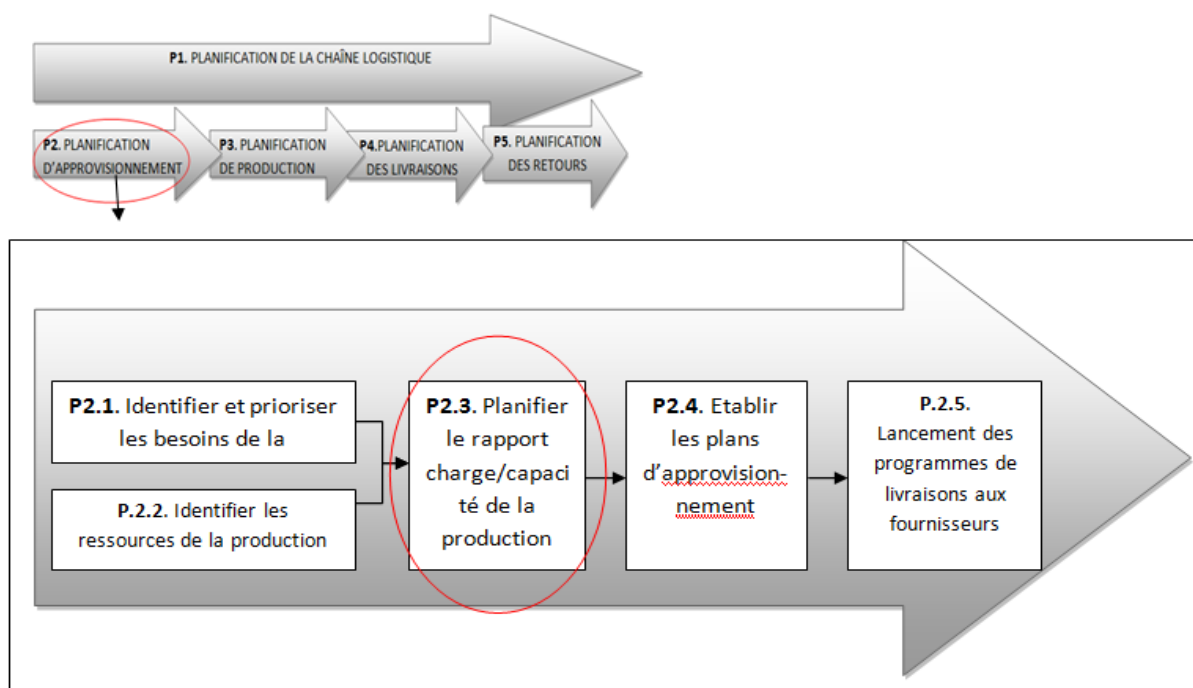 P1. PLANIFICATION DE LA CHAÎNE LOGISTIQUE
P2. PLANIFICATION
D'APPROVISIONNEMENT
P3. PLANIFICATION
DE PRODUCTION
P4.PLANIFICATION
DES LIVRAISONS
P5. PLANIFICATION
DES RETOURS
P2.1. Identifier et prioriser
les besoins de la
P.2.2. Identifier les
ressources de la production
P2.3. Planifier
le rapport
charge/capaci
té de la
production
P2.4. Etablir
les plans
d'approvision-
nement
P.2.5.
Lancement des
programmes de
livraisons aux
fournisseurs